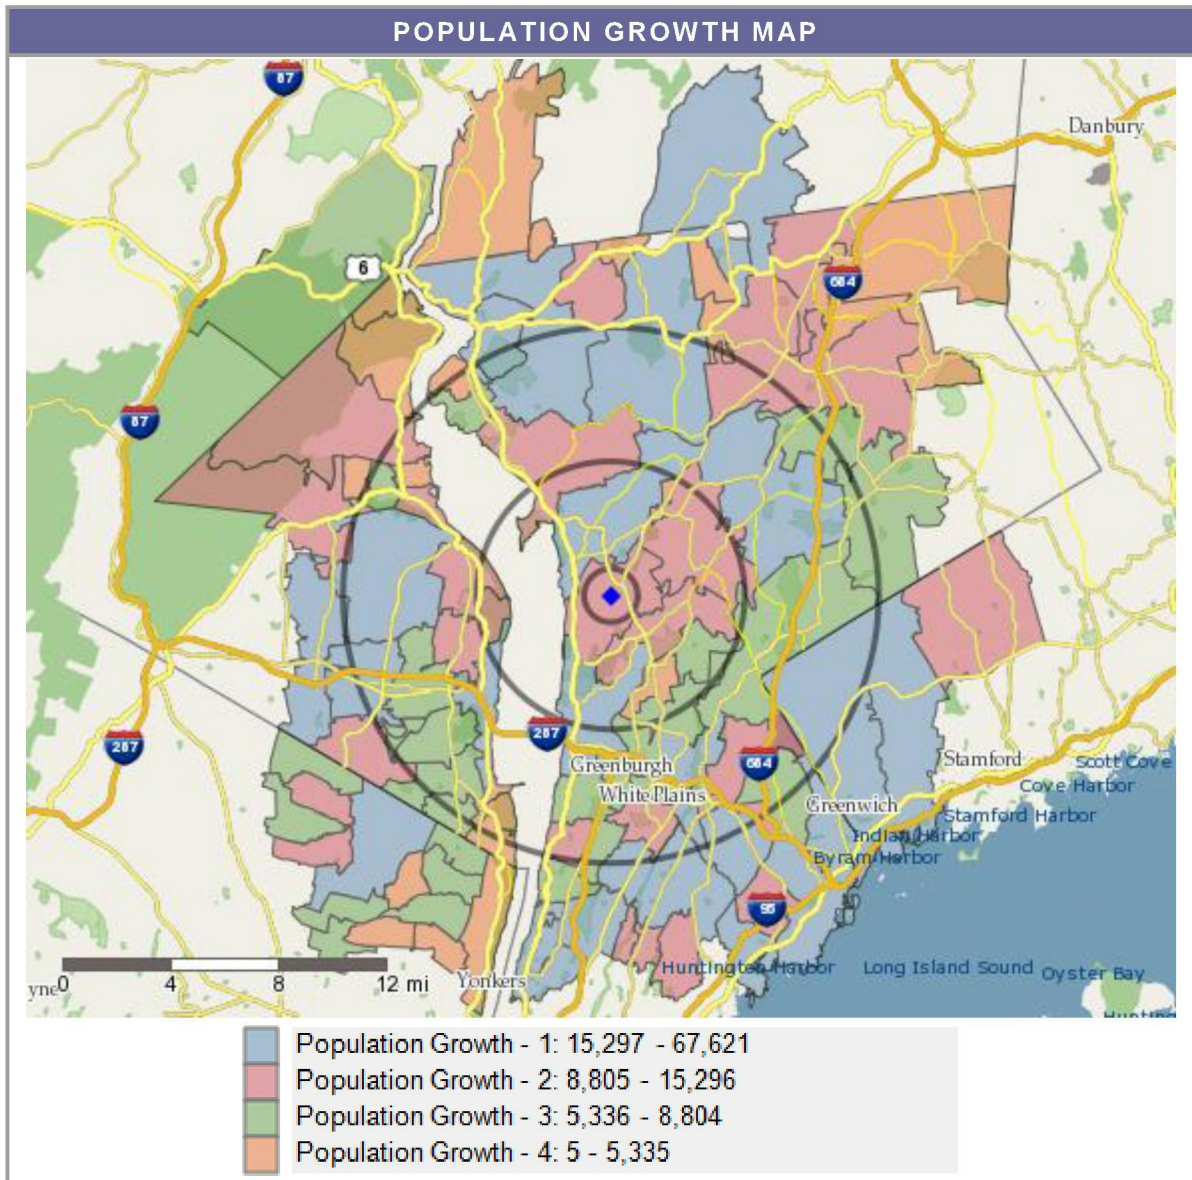 POPULATION GROWTH MAP
87
Danbury
6
684
87
287
287
Greenburgh
684
Stamford
Scott Cove
Cove Harbor
White Plains
Greenwich
Stamford Harbor
Indian Harbor
Byram Harbor
95
Huntington Harbor
Long Island Sound
Oyster Bay
Yonkers
yne
0 4 8 12 mi
Population Growth - 1: 15,297 - 67,621
Population Growth - 2: 8,805 - 15,296
Population Growth - 3: 5,336 - 8,804
Population Growth - 4: 5 - 5,335